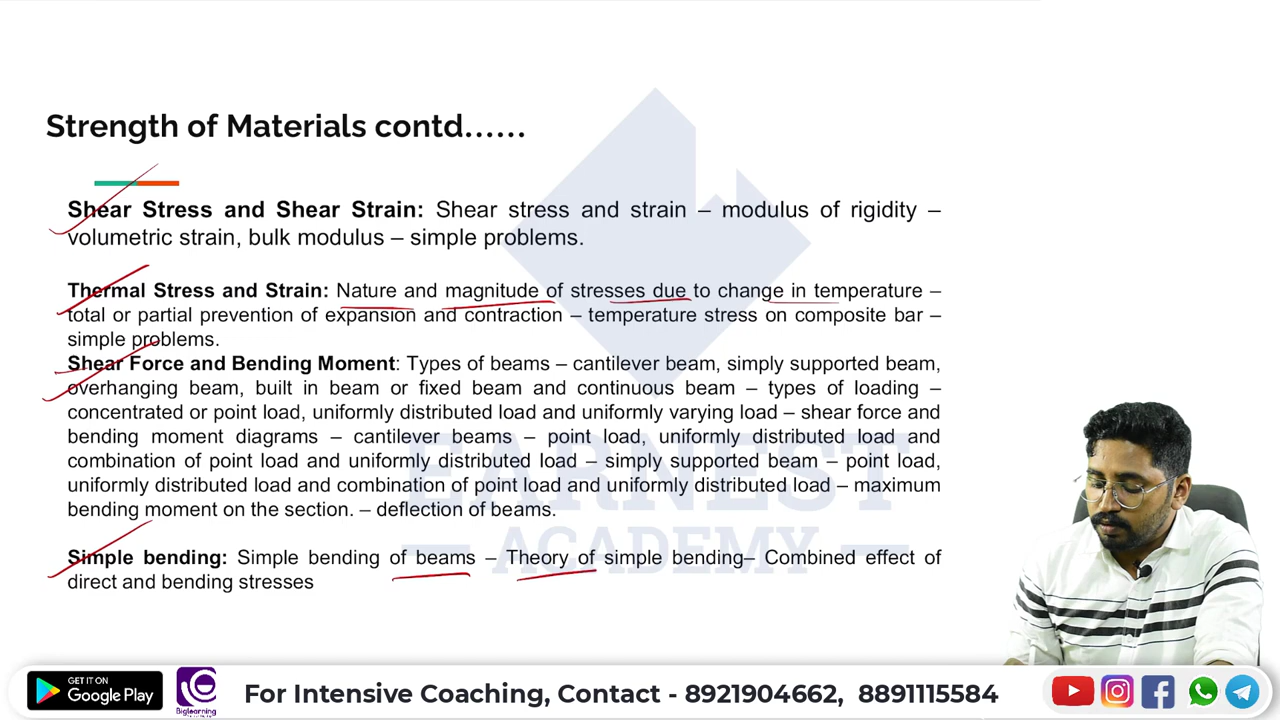 Strength of Materials contd......
Shear Stress and Shear Strain: Shear stress and strain – modulus of rigidity –
volumetric strain, bulk modulus – simple problems.
Thermal Stress and Strain: Nature and magnitude of stresses due to change in temperature –
total or partial prevention of expansion and contraction – temperature stress on composite bar –
simple problems.
Shear Force and Bending Moment: Types of beams – cantilever beam, simply supported beam,
overhanging beam, built in beam or fixed beam and continuous beam – types of loading –
concentrated or point load, uniformly distributed load and uniformly varying load – shear force and
bending moment diagrams – cantilever beams – point load, uniformly distributed load and
combination of point load and uniformly distributed load – simply supported beam – point load,
uniformly distributed load and combination of point load and uniformly distributed load – maximum
bending moment on the section. – deflection of beams.
Simple bending: Simple bending of beams – Theory of simple bending– Combined effect of
direct and bending stresses
EARNEST
ACADEMY
GET IT ON
Google Play
Biglearning
For Intensive Coaching, Contact - 8921904662, 8891115584